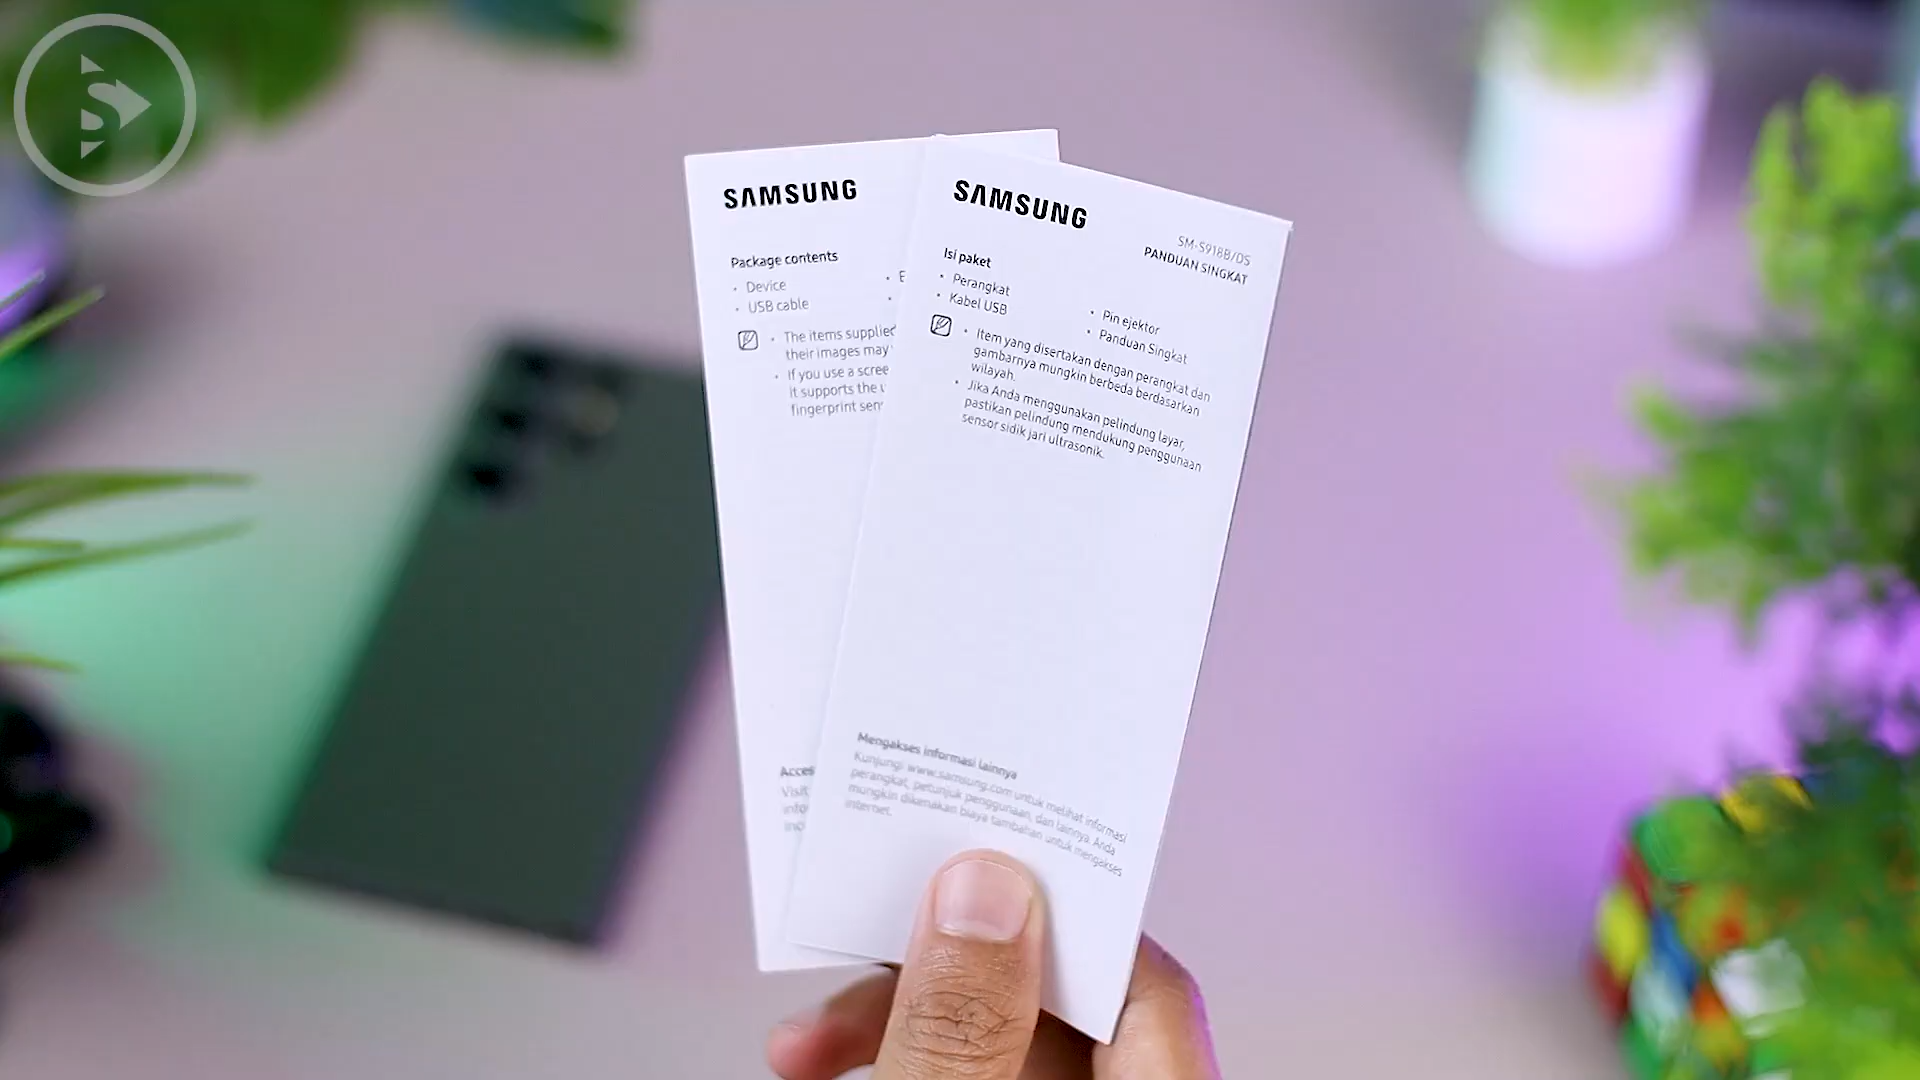 S
SAMSUNG
Package contents
• Device
• USB cable
• E
•
• The items supplied
their images may
• If you use a scree
it supports the u
fingerprint sen
Acces
Visit
info
inci
SAMSUNG
SM-S918B/DS
PANDUAN SINGKAT
Isi paket
• Perangkat
• Kabel USB
• Pin ejektor
• Panduan Singkat
• Item yang disertakan dengan perangkat dan
gambarnya mungkin berbeda berdasarkan
wilayah.
• Jika Anda menggunakan pelindung layar,
pastikan pelindung mendukung penggunaan
sensor sidik jari ultrasonik.
Mengakses informasi lainnya
Kunjungi www.samsung.com untuk melihat informasi
perangkat, petunjuk penggunaan, dan lainnya. Anda
mungkin dikenakan biaya tambahan untuk mengakses
internet.